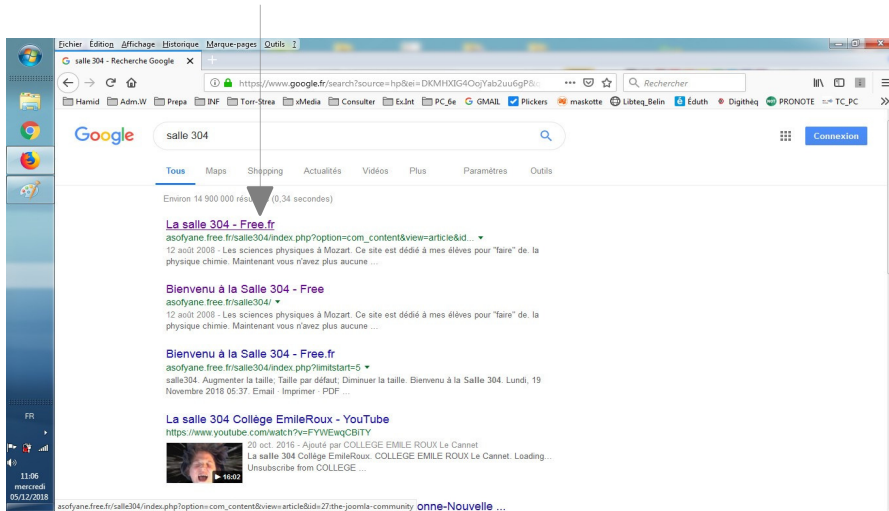 Fichier Édition Affichage Historique Marque-pages Outils ?
G salle 304 - Recherche Google ×
https://www.google.fr/search?source=hp&ei=DKMHXIG4OojYab2uu6gP&
Rechercher
Hamid Adm.W Prepa INF Torr-Strea xMedia Consulter Ex.Int PC_6e GMAIL Plickers maskotte Libteq_Belin Éduth Digithéq PRONOTE TC_PC
Google salle 304 Connexion
Tous Maps Shopping Actualités Vidéos Plus Paramètres Outils
Environ 14 900 000 résultats (0,34 secondes)
La salle 304 - Free.fr
asofyane.free.fr/salle304/index.php?option=com_content&view=article&id...
12 août 2008 - Les sciences physiques à Mozart. Ce site est dédié à mes élèves pour "faire" de. la
physique chimie. Maintenant vous n'avez plus aucune ...
Bienvenu à la Salle 304 - Free
asofyane.free.fr/salle304/
12 août 2008 - Les sciences physiques à Mozart. Ce site est dédié à mes élèves pour "faire" de. la
physique chimie. Maintenant vous n'avez plus aucune ...
Bienvenu à la Salle 304 - Free.fr
asofyane.free.fr/salle304/index.php?limitstart=5
salle304. Augmenter la taille; Taille par défaut; Diminuer la taille. Bienvenu à la Salle 304. Lundi, 19
Novembre 2018 05:37. Email · Imprimer · PDF ...
La salle 304 Collège EmileRoux - YouTube
https://www.youtube.com/watch?v=FYWEwqCBiTY
20 oct. 2016 - Ajouté par COLLEGE EMILE ROUX Le Cannet
La salle 304 Collège EmileRoux. COLLEGE EMILE ROUX Le Cannet. Loading...
Unsubscribe from COLLEGE ...
16:02
FR
11:06
mercredi
05/12/2018
asofyane.free.fr/salle304/index.php?option=com_content&view=article&id=27:the-joomla-community
onne-Nouvelle ...